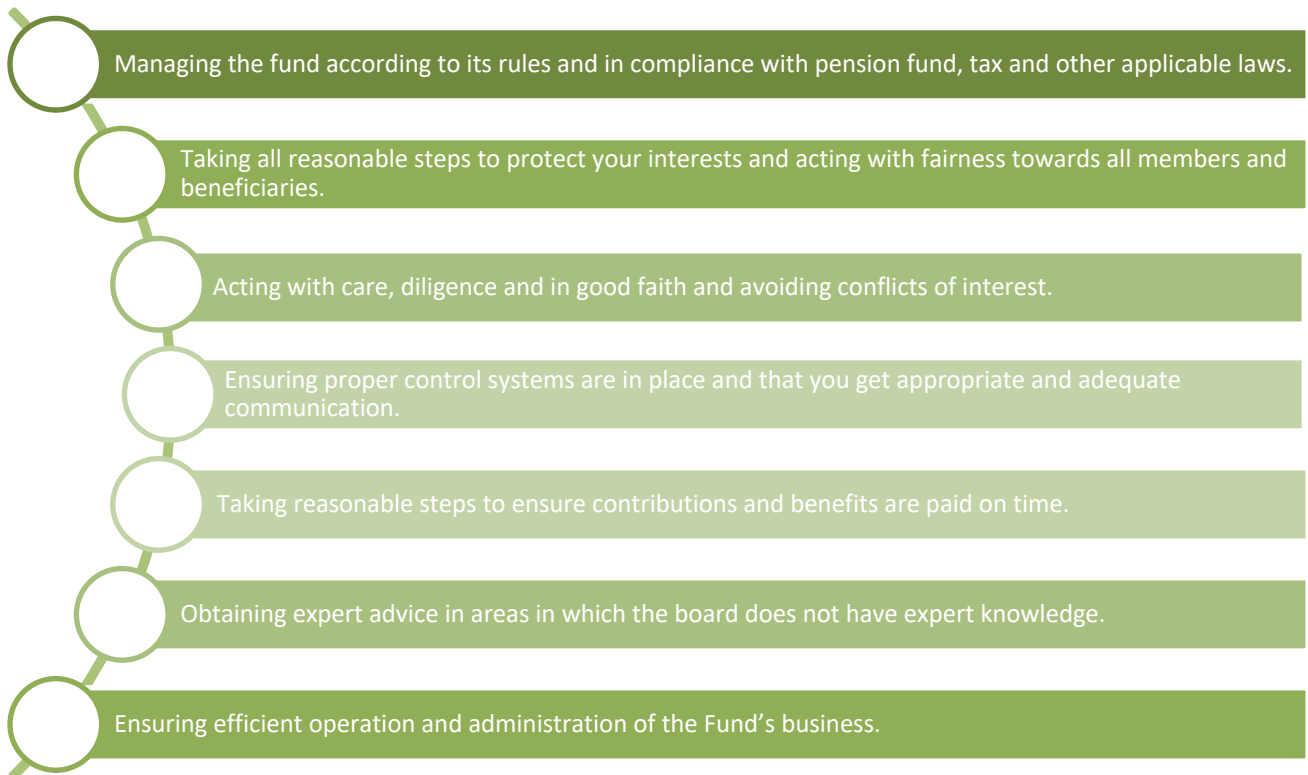 Managing the fund according to its rules and in compliance with pension fund, tax and other applicable laws.
Taking all reasonable steps to protect your interests and acting with fairness towards all members and
beneficiaries.
Acting with care, diligence and in good faith and avoiding conflicts of interest.
Ensuring proper control systems are in place and that you get appropriate and adequate
communication.
Taking reasonable steps to ensure contributions and benefits are paid on time.
Obtaining expert advice in areas in which the board does not have expert knowledge.
Ensuring efficient operation and administration of the Fund’s business.